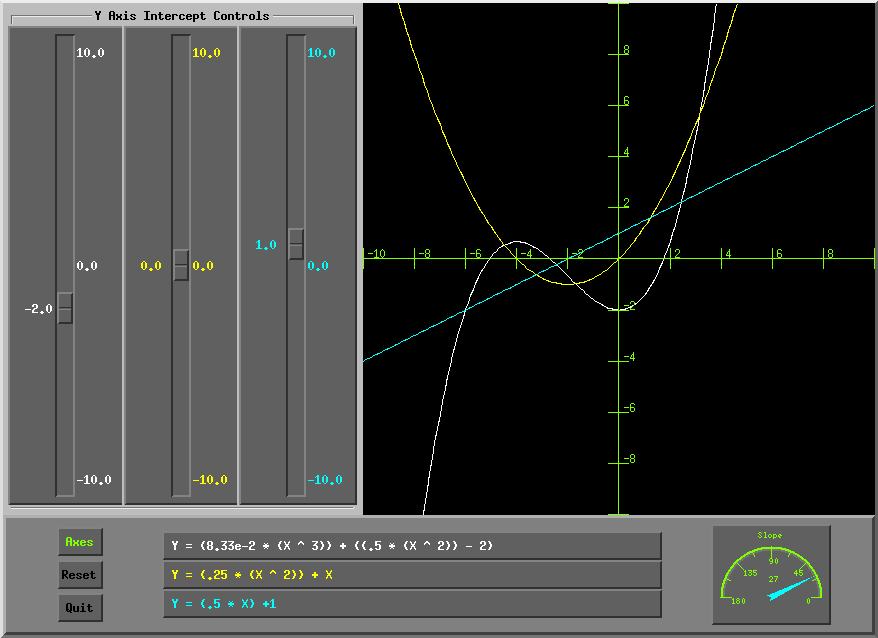 Y Axis Intercept Controls
10.0 10.0 10.0
1.0
0.0 0.0 0.0 0.0
-2.0
-10.0 -10.0 -10.0
8
6
4
2
-10 -8 -6 -4 -2 2 4 6 8
-2
-4
-6
-8
Axes
Reset
Quit
Y = (8.33e-2 * (X ^ 3)) + ((.5 * (X ^ 2)) - 2)
Y = (.25 * (X ^ 2)) + X
Y = (.5 * X) +1
Slope
90
135 27 45
180 0